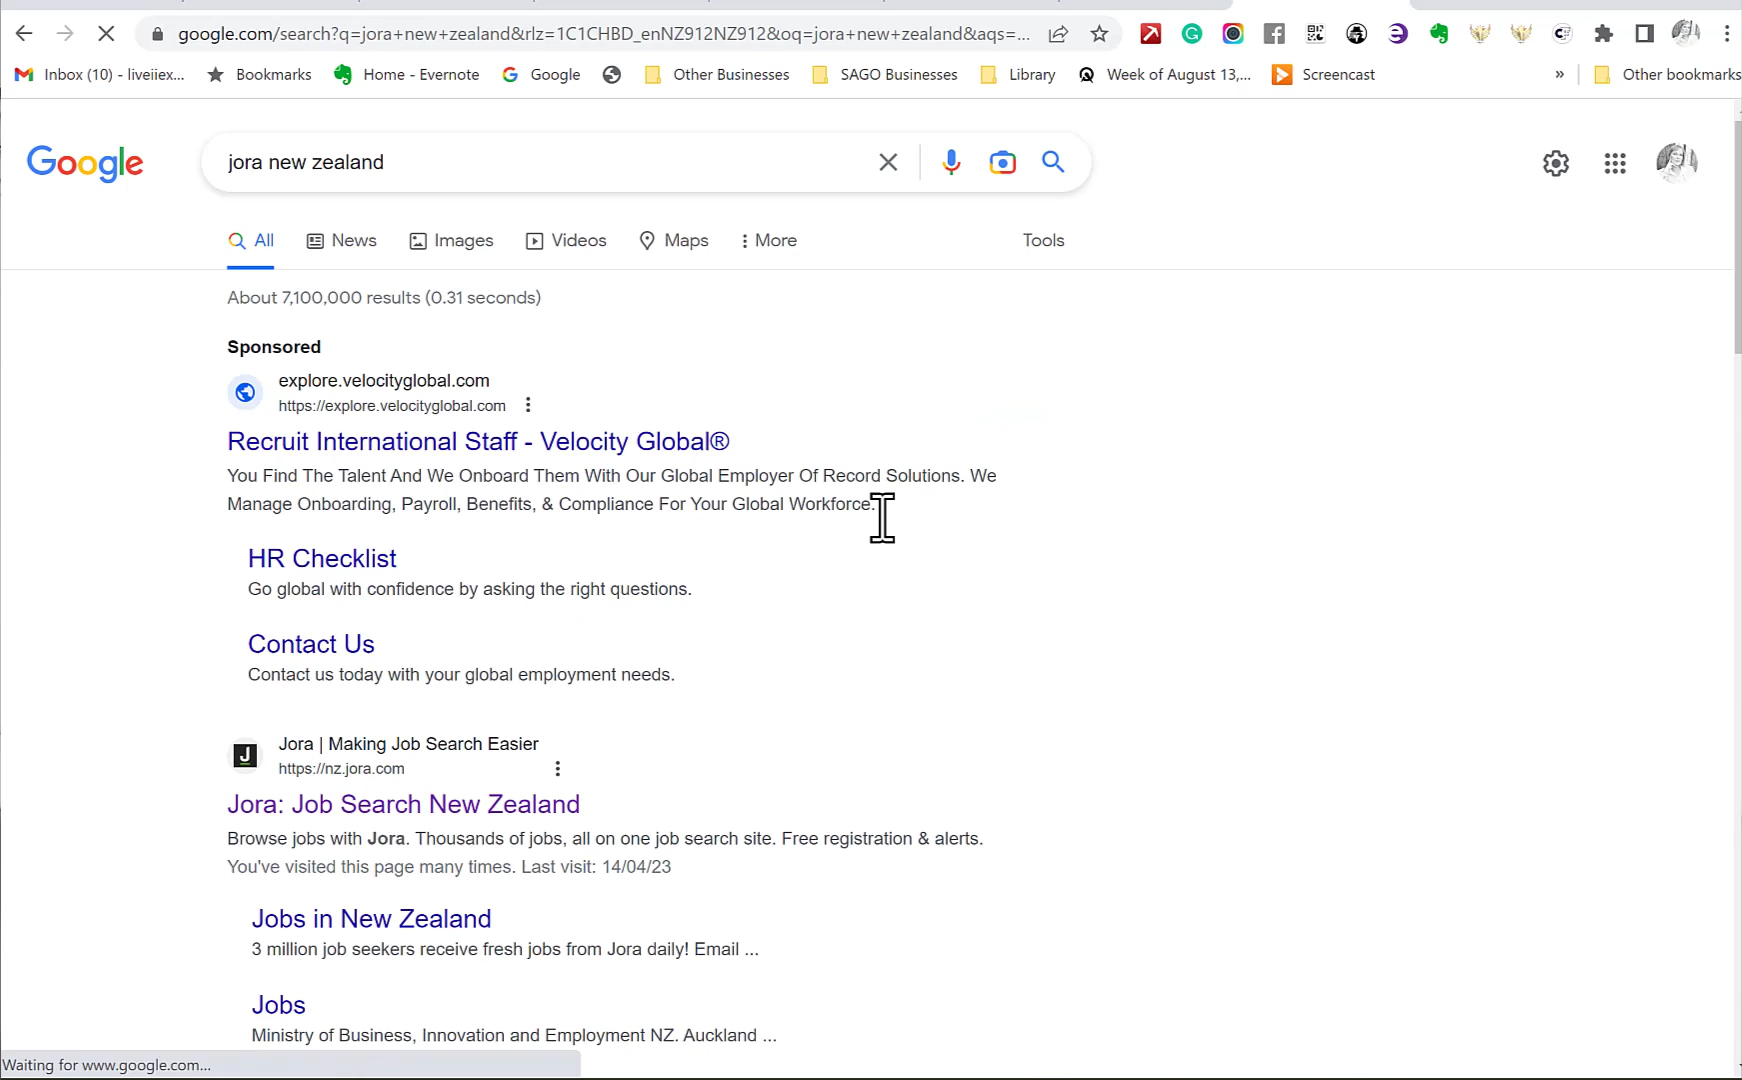 google.com/search?q=jora+new+zealand&rlz=1C1CHBD_enNZ912NZ912&oq=jora+new+zealand&aqs=...
Inbox (10) - liveiiex... Bookmarks Home - Evernote Google Other Businesses SAGO Businesses Library Week of August 13,... Screencast » Other bookmarks
Google jora new zealand
All News Images Videos Maps More Tools
About 7,100,000 results (0.31 seconds)
Sponsored
explore.velocityglobal.com
https://explore.velocityglobal.com
Recruit International Staff - Velocity Global®
You Find The Talent And We Onboard Them With Our Global Employer Of Record Solutions. We
Manage Onboarding, Payroll, Benefits, & Compliance For Your Global Workforce.
HR Checklist
Go global with confidence by asking the right questions.
Contact Us
Contact us today with your global employment needs.
Jora | Making Job Search Easier
https://nz.jora.com
Jora: Job Search New Zealand
Browse jobs with Jora. Thousands of jobs, all on one job search site. Free registration & alerts.
You've visited this page many times. Last visit: 14/04/23
Jobs in New Zealand
3 million job seekers receive fresh jobs from Jora daily! Email ...
Jobs
Ministry of Business, Innovation and Employment NZ. Auckland ...
Waiting for www.google.com...